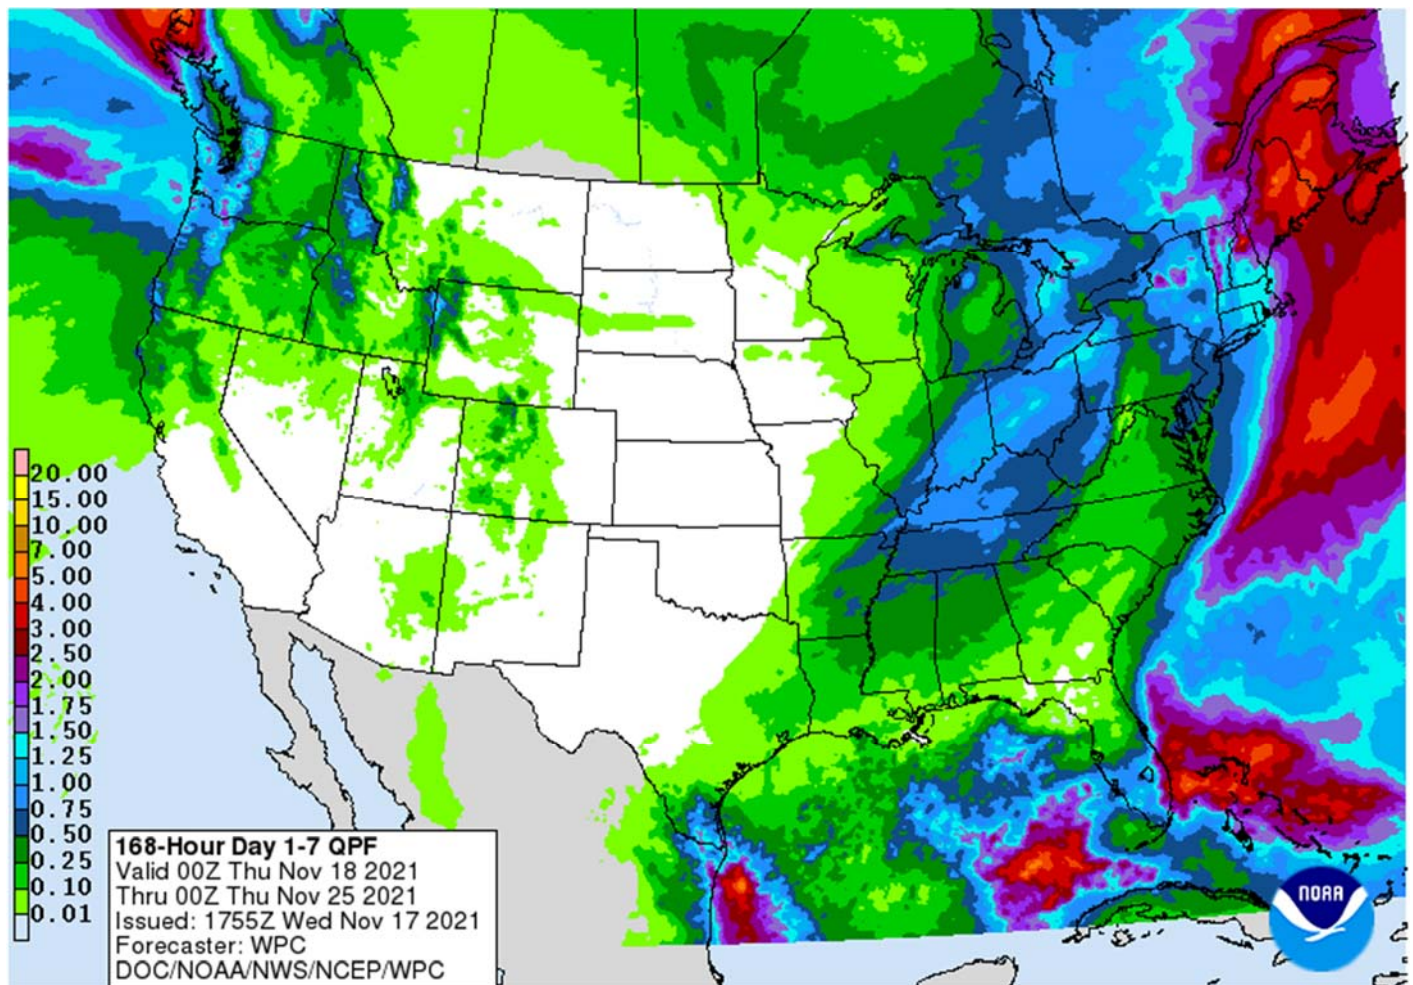 20.00
15.00
10.00
7.00
5.00
4.00
3.00
2.50
2.00
1.75
1.50
1.25
1.00
0.75
0.50
0.25
0.10
0.01
168-Hour Day 1-7 QPF
Valid 00Z Thu Nov 18 2021
Thru 00Z Thu Nov 25 2021
Issued: 1755Z Wed Nov 17 2021
Forecaster: WPC
DOC/NOAA/NWS/NCEP/WPC
NOAA